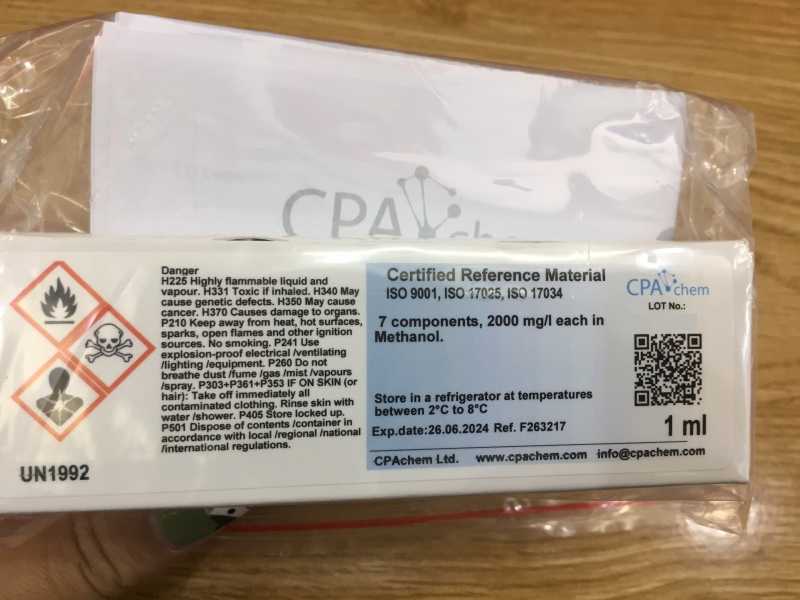 CPAchem
Danger
H225 Highly flammable liquid and
vapour. H331 Toxic if inhaled. H340 May
cause genetic defects. H350 May cause
cancer. H370 Causes damage to organs.
P210 Keep away from heat, hot surfaces,
sparks, open flames and other ignition
sources. No smoking. P241 Use
explosion-proof electrical /ventilating
/lighting /equipment. P260 Do not
breathe dust /fume /gas /mist /vapours
/spray. P303+P361+P353 IF ON SKIN (or
hair): Take off immediately all
contaminated clothing. Rinse skin with
water /shower. P405 Store locked up.
P501 Dispose of contents /container in
accordance with local /regional /national
/international regulations.
UN1992
Certified Reference Material
ISO 9001, ISO 17025, ISO 17034
7 components, 2000 mg/l each in
Methanol.
Store in a refrigerator at temperatures
between 2°C to 8°C
Exp.date:26.06.2024 Ref. F263217
CPAchem Ltd. www.cpachem.com info@cpachem.com
CPAchem
LOT No.:
1 ml